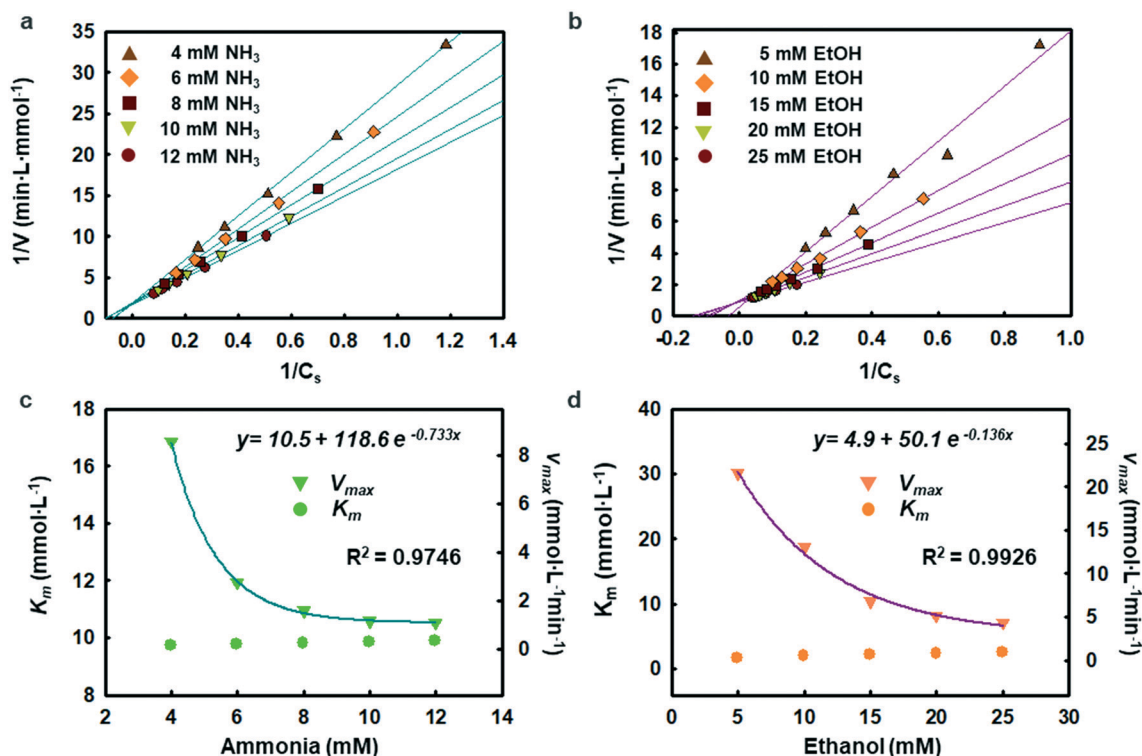 a
1/V (min·L·mmol⁻¹)
35
30
25
20
15
10
5
0
4 mM NH₃
6 mM NH₃
8 mM NH₃
10 mM NH₃
12 mM NH₃
0.0 0.2 0.4 0.6 0.8 1.0 1.2 1.4
1/Cₛ
b
1/V (min·L·mmol⁻¹)
18
16
14
12
10
8
6
4
2
0
5 mM EtOH
10 mM EtOH
15 mM EtOH
20 mM EtOH
25 mM EtOH
-0.2 0.0 0.2 0.4 0.6 0.8 1.0
1/Cₛ
c
Kₘ (mmol·L⁻¹)
18
16
14
12
10
8
y= 10.5 + 118.6 e ⁻⁰·⁷³³ˣ
Vₘₐₓ
Kₘ
R² = 0.9746
8
6
4
2
0
Vₘₐₓ (mmol·L⁻¹min⁻¹)
2 4 6 8 10 12 14
Ammonia (mM)
d
Kₘ (mmol·L⁻¹)
40
30
20
10
0
y= 4.9 + 50.1 e ⁻⁰·¹³⁶ˣ
Vₘₐₓ
Kₘ
R² = 0.9926
25
20
15
10
5
0
Vₘₐₓ (mmol·L⁻¹min⁻¹)
0 5 10 15 20 25 30
Ethanol (mM)